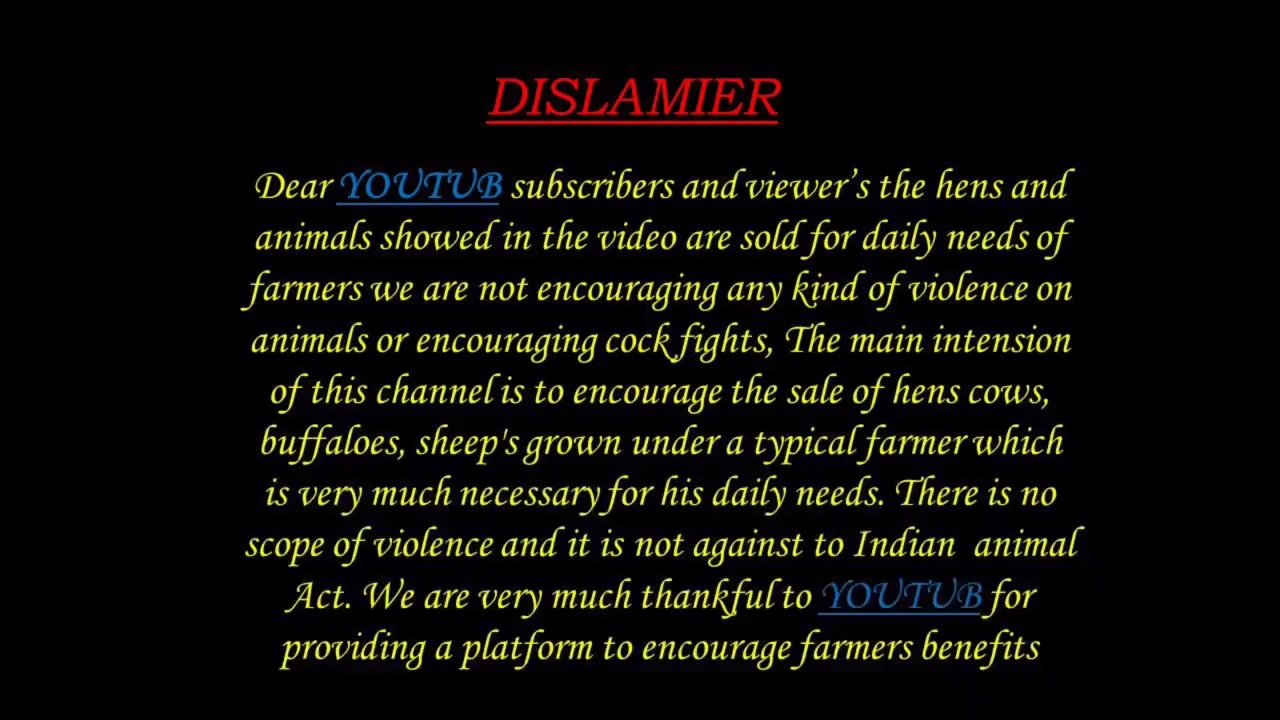 DISLAMIER
Dear YOUTUB subscribers and viewer’s the hens and
animals showed in the video are sold for daily needs of
farmers we are not encouraging any kind of violence on
animals or encouraging cock fights, The main intension
of this channel is to encourage the sale of hens cows,
buffaloes, sheep's grown under a typical farmer which
is very much necessary for his daily needs. There is no
scope of violence and it is not against to Indian animal
Act. We are very much thankful to YOUTUB for
providing a platform to encourage farmers benefits